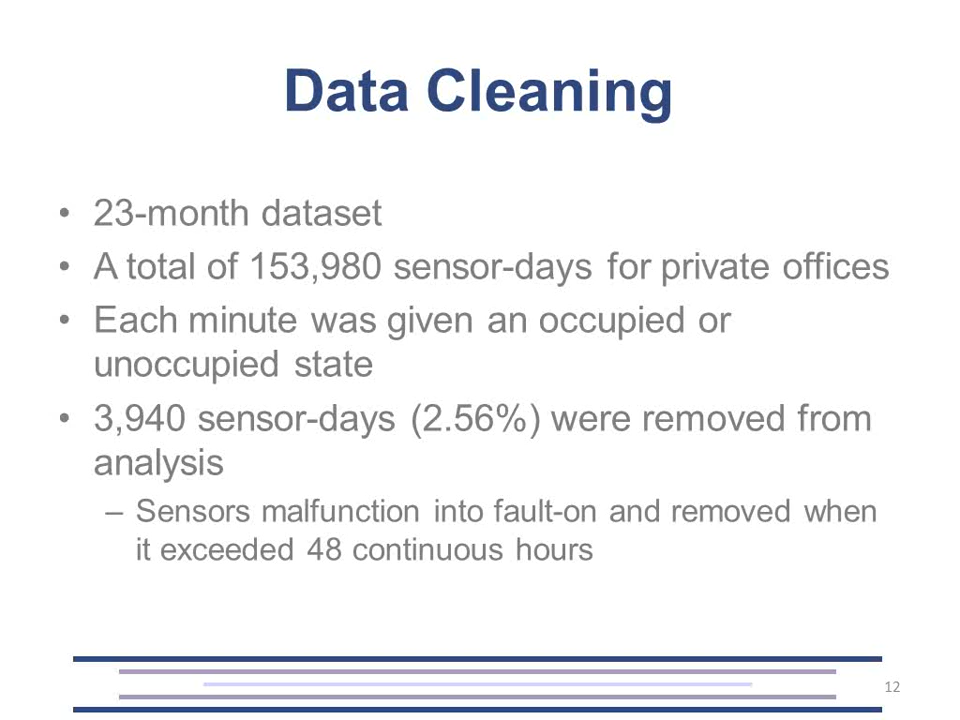 Data Cleaning
• 23-month dataset
• A total of 153,980 sensor-days for private offices
• Each minute was given an occupied or
unoccupied state
• 3,940 sensor-days (2.56%) were removed from
analysis
– Sensors malfunction into fault-on and removed when
it exceeded 48 continuous hours
12